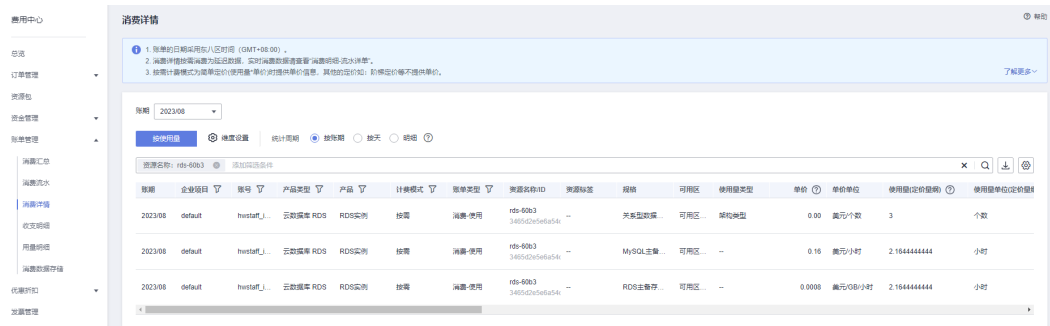 费用中心
总览
订单管理
资源包
资金管理
账单管理
消费汇总
消费流水
消费详情
收支明细
用量明细
消费数据存储
优惠折扣
发票管理
消费详情
帮助
1. 账单的日期采用东八区时间（GMT+08:00）。
2. 消费详情按需消费为延迟数据，实时消费数据请查看“消费明细-流水详单”。
3. 按需计费模式为简单定价(使用量*单价)时提供单价信息，其他的定价如：阶梯定价等不提供单价。
了解更多
账期 2023/08
按使用量 维度设置 统计周期 按账期 按天 明细
资源名称：rds-60b3 添加筛选条件
账期 企业项目 账号 产品类型 产品 计费模式 账单类型 资源名称/ID 资源标签 规格 可用区 使用量类型 单价 单价单位 使用量(定价量纲) 使用量单位(定价量纲
2023/08 default hwstaff_i... 云数据库 RDS RDS实例 按需 消费-使用 rds-60b3 -- 关系型数据... 可用区... 架构类型 0.00 美元/个数 3 个数
3465d2e5e6a54c
2023/08 default hwstaff_i... 云数据库 RDS RDS实例 按需 消费-使用 rds-60b3 -- MySQL主备... 可用区... -- 0.16 美元/小时 2.1644444444 小时
3465d2e5e6a54c
2023/08 default hwstaff_i... 云数据库 RDS RDS实例 按需 消费-使用 rds-60b3 -- RDS主备存... 可用区... -- 0.0008 美元/GB/小时 2.1644444444 小时
3465d2e5e6a54c